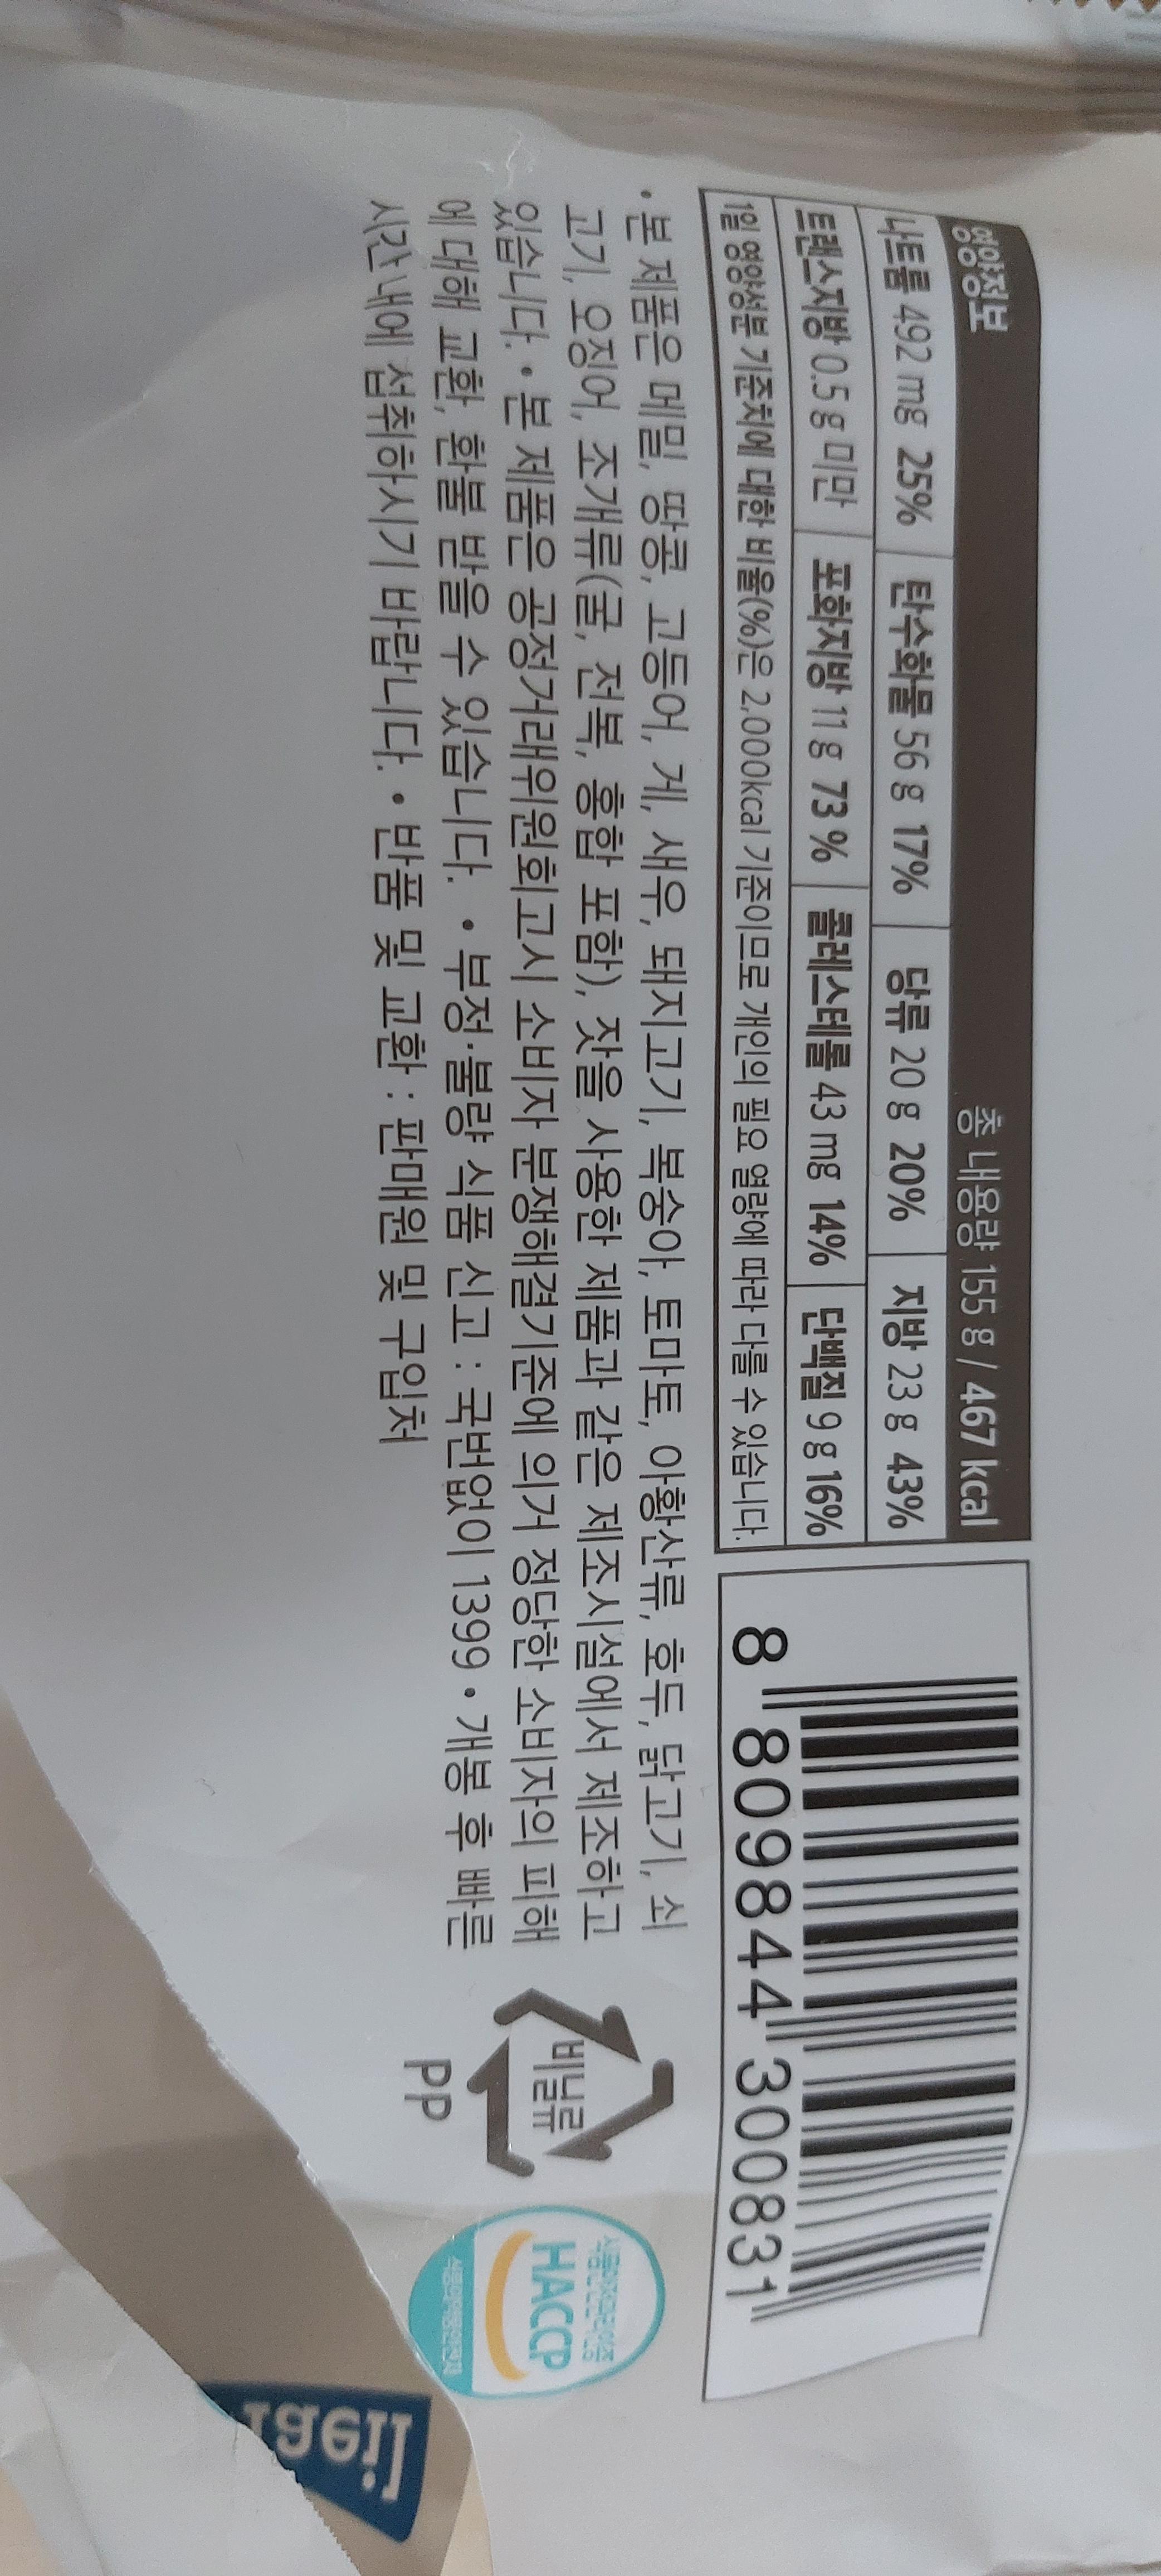 영양정보 총 내용량 155 g / 467 kcal
나트륨 492 mg 25% 탄수화물 56 g 17% 당류 20 g 20% 지방 23 g 43%
트랜스지방 0.5 g 미만 포화지방 11 g 73 % 콜레스테롤 43 mg 14% 단백질 9 g 16%
1일 영양성분 기준치에 대한 비율(%)은 2,000kcal 기준이므로 개인의 필요 열량에 따라 다를 수 있습니다.
• 본 제품은 메밀, 땅콩, 고등어, 게, 새우, 돼지고기, 복숭아, 토마토, 아황산류, 호두, 닭고기, 쇠
고기, 오징어, 조개류(굴, 전복, 홍합 포함), 잣을 사용한 제품과 같은 제조시설에서 제조하고
있습니다. • 본 제품은 공정거래위원회고시 소비자 분쟁해결기준에 의거 정당한 소비자의 피해
에 대해 교환, 환불 받을 수 있습니다. • 부정·불량 식품 신고 : 국번없이 1399 • 개봉 후 빠른
시간 내에 섭취하시기 바랍니다. • 반품 및 교환 : 판매원 및 구입처
8 809844 300831
비닐류
PP
HACCP
aeil